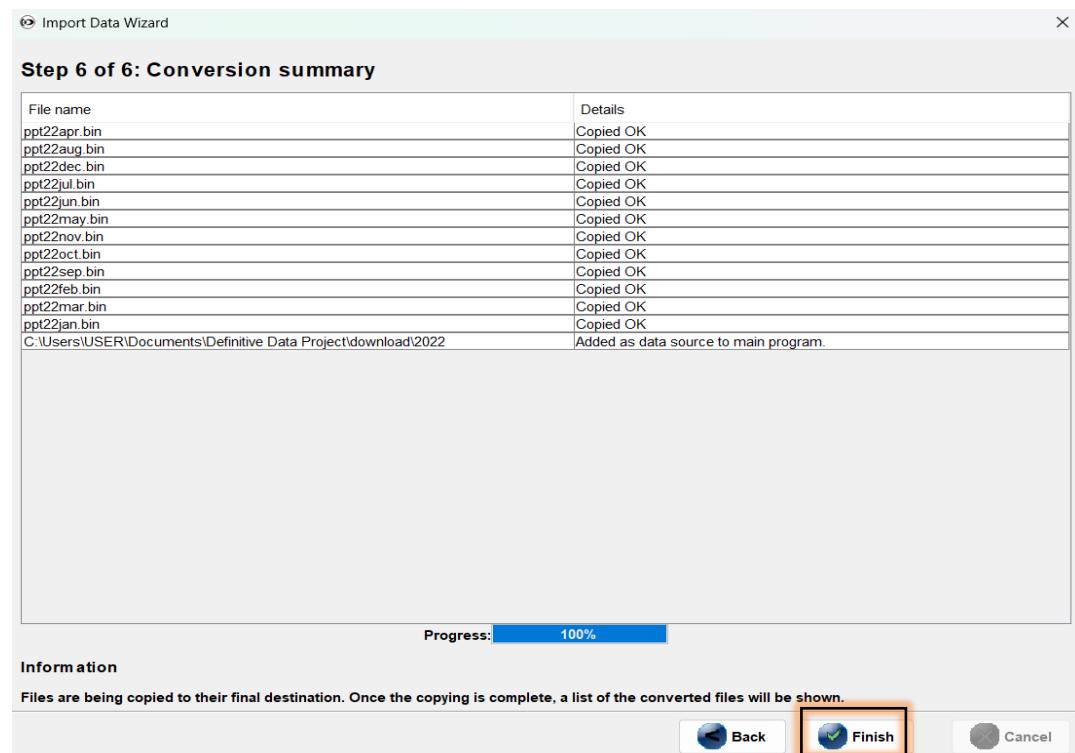 Import Data Wizard
Step 6 of 6: Conversion summary
File name Details
ppt22apr.bin Copied OK
ppt22aug.bin Copied OK
ppt22dec.bin Copied OK
ppt22jul.bin Copied OK
ppt22jun.bin Copied OK
ppt22may.bin Copied OK
ppt22nov.bin Copied OK
ppt22oct.bin Copied OK
ppt22sep.bin Copied OK
ppt22feb.bin Copied OK
ppt22mar.bin Copied OK
ppt22jan.bin Copied OK
C:\Users\USER\Documents\Definitive Data Project\download\2022 Added as data source to main program.
Progress: 100%
Information
Files are being copied to their final destination. Once the copying is complete, a list of the converted files will be shown.
Back Finish Cancel